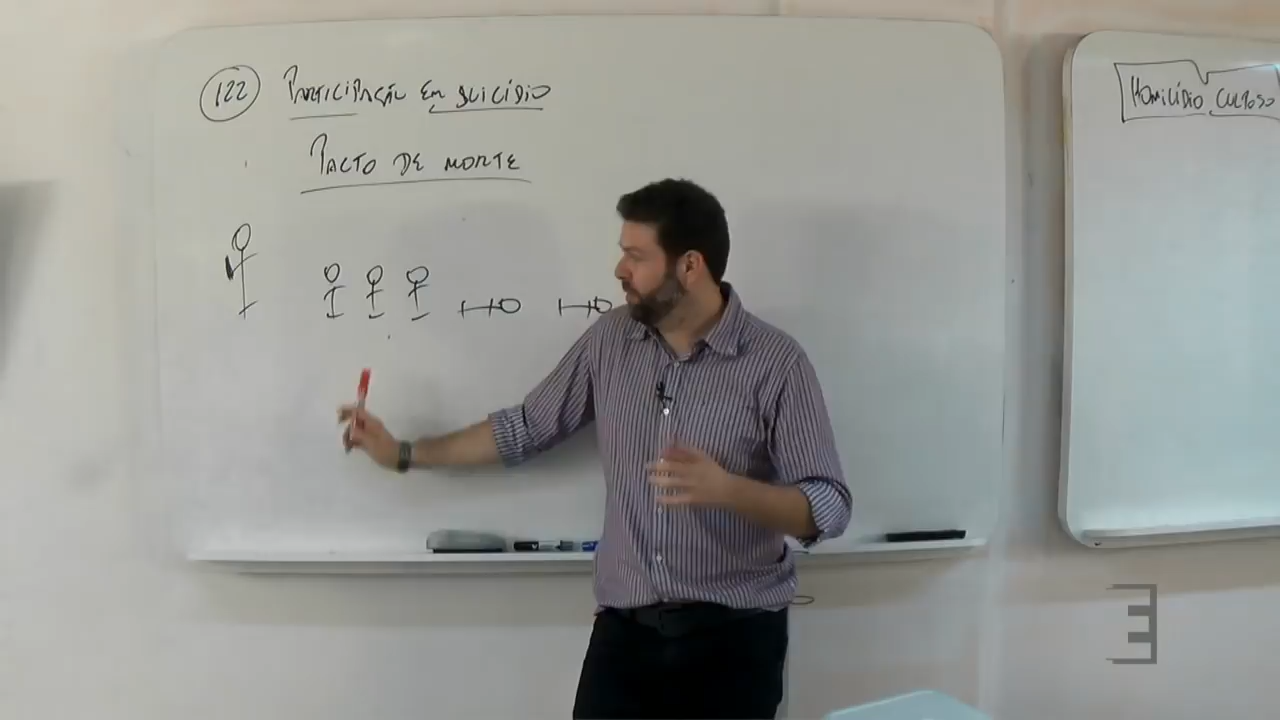 122 PARTICIPAÇÃO EM SUICÍDIO
PACTO DE MORTE
HOMICÍDIO CULPOSO